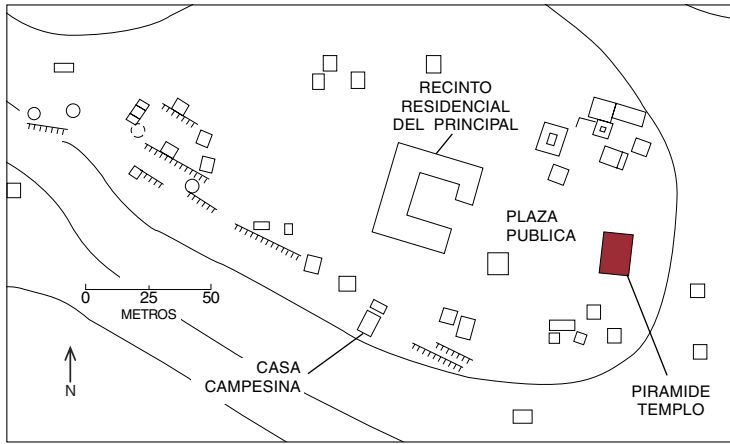 RECINTO
RESIDENCIAL
DEL PRINCIPAL
PLAZA
PUBLICA
0 25 50
METROS
N
CASA
CAMPESINA
PIRAMIDE
TEMPLO